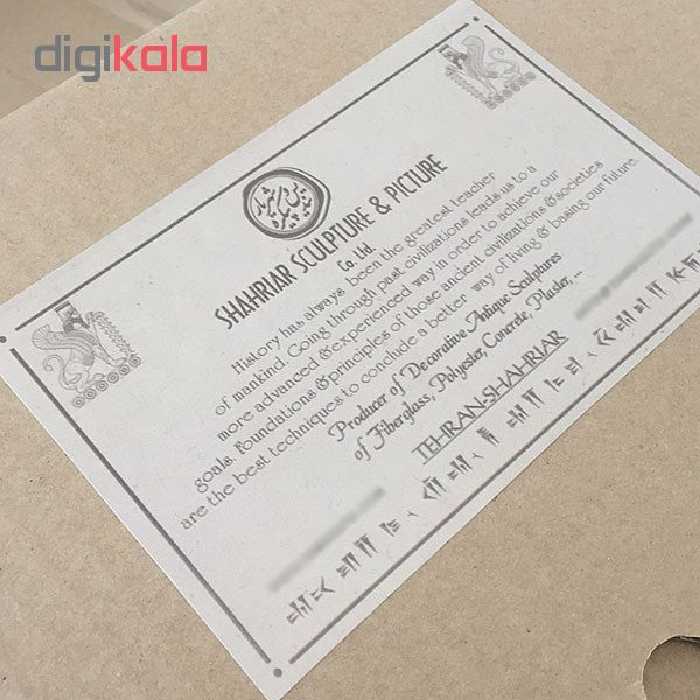 digikala
SHAHRIAR SCULPTURE & PICTURE
Co. Ltd.
History has always been the greatest teacher
of mankind. Going through past civilizations leads us to a
more advanced & experienced way in order to achieve our
goals. Foundations & principles of those ancient civilizations & societies
are the best techniques to conclude a better way of living & basing our future.
Producer of Decorative Antique Sculptures
of Fiberglass, Polyester, Concrete, Plaster, ...
TEHRAN-SHAHRIAR